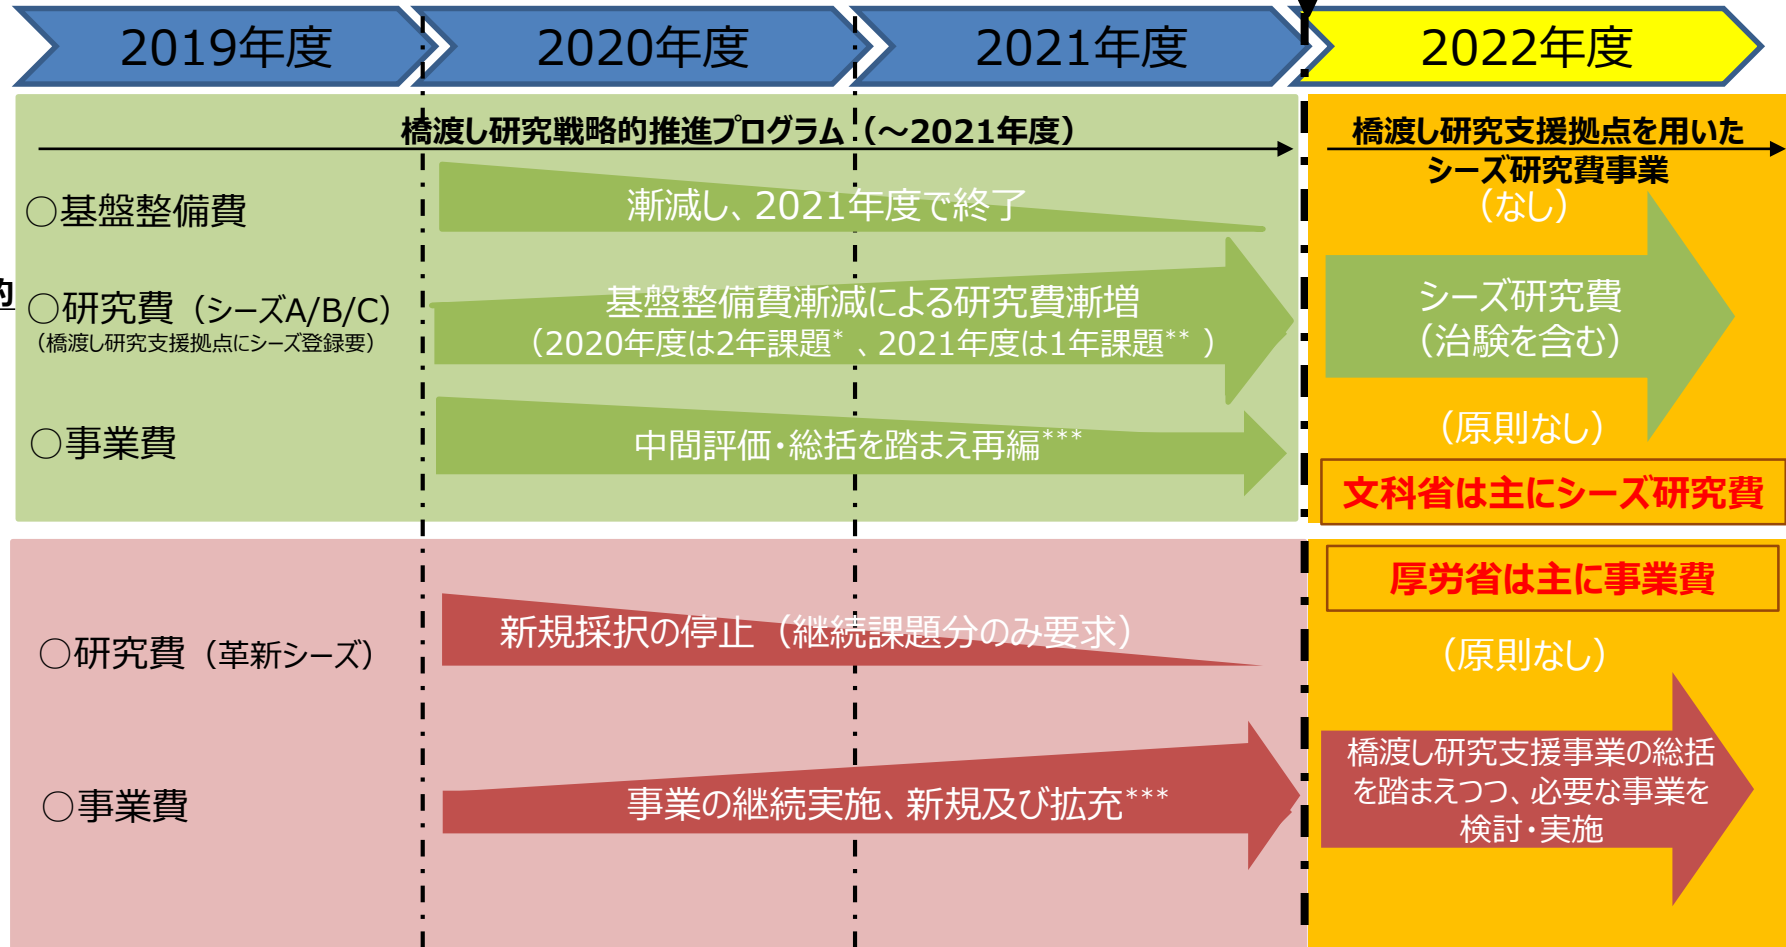 2019年度
2020年度
2021年度
2022年度
橋渡し研究戦略的推進プログラム（～2021年度）
橋渡し研究支援拠点を用いた
シーズ研究費事業
○基盤整備費
漸減し、2021年度で終了
（なし）
的
○研究費（シーズA/B/C）
（橋渡し研究支援拠点にシーズ登録要）
基盤整備費漸減による研究費漸増
（2020年度は2年課題* 、2021年度は1年課題** ）
シーズ研究費
（治験を含む）
○事業費
中間評価・総括を踏まえ再編***
（原則なし）
文科省は主にシーズ研究費
厚労省は主に事業費
○研究費（革新シーズ）
新規採択の停止（継続課題分のみ要求）
（原則なし）
○事業費
事業の継続実施、新規及び拡充***
橋渡し研究支援事業の総括
を踏まえつつ、必要な事業を
検討・実施